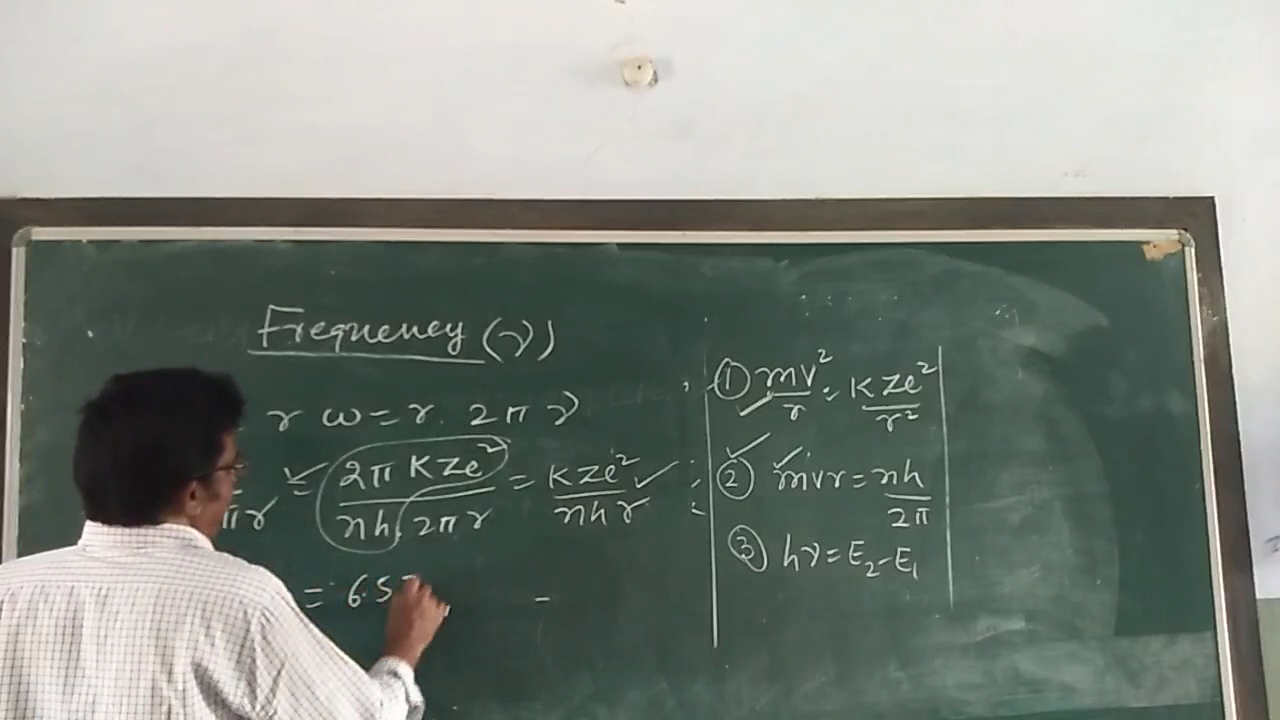 Frequency (ν)
r ω = r. 2π ν
πr = 2π KZe² / nh. 2πr = KZe² / nhr
= 6.5
① mv² / r = KZe² / r²
② mvr = nh / 2π
③ hν = E₂ - E₁